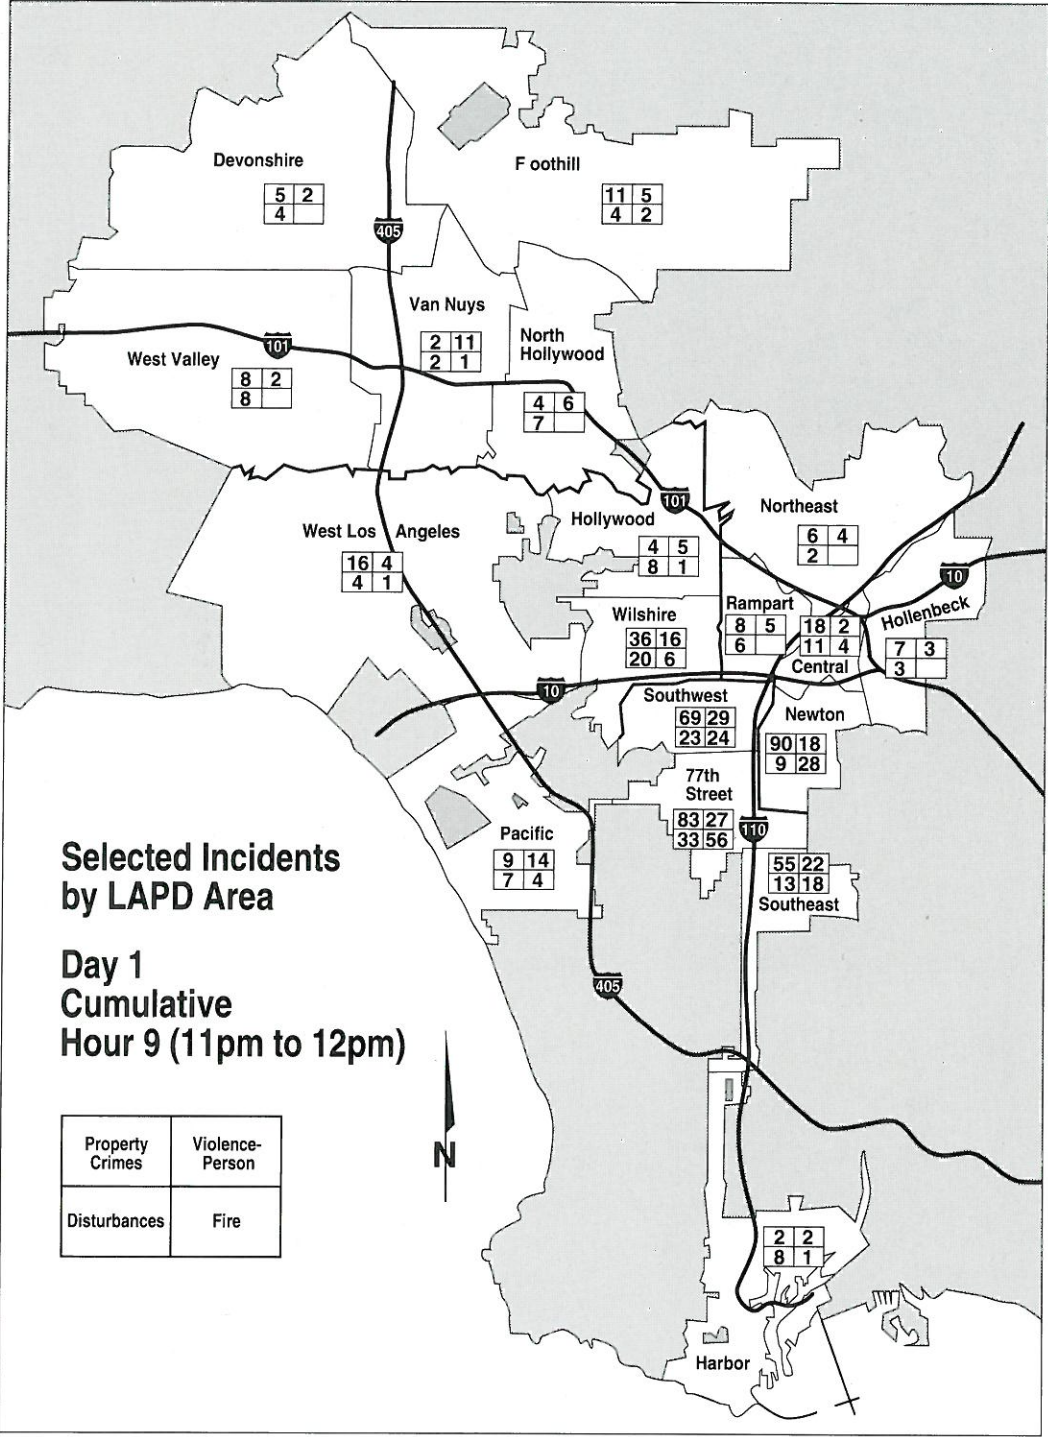 Devonshire
5 2
4
F oothill
11 5
4 2
405
Van Nuys
2 11
2 1
101
West Valley
8 2
8
North
Hollywood
4 6
7
101
West Los Angeles
16 4
4 1
Hollywood
4 5
8 1
Northeast
6 4
2
10
Wilshire
36 16
20 6
Rampart
8 5
6
18 2
11 4
Central
Hollenbeck
7 3
3
10
Southwest
69 29
23 24
Newton
90 18
9 28
77th
Street
83 27
33 56
110
Pacific
9 14
7 4
55 22
13 18
Southeast
405
Selected Incidents
by LAPD Area
Day 1
Cumulative
Hour 9 (11pm to 12pm)
N
Property
Crimes
Violence-
Person
Disturbances
Fire
2 2
8 1
Harbor